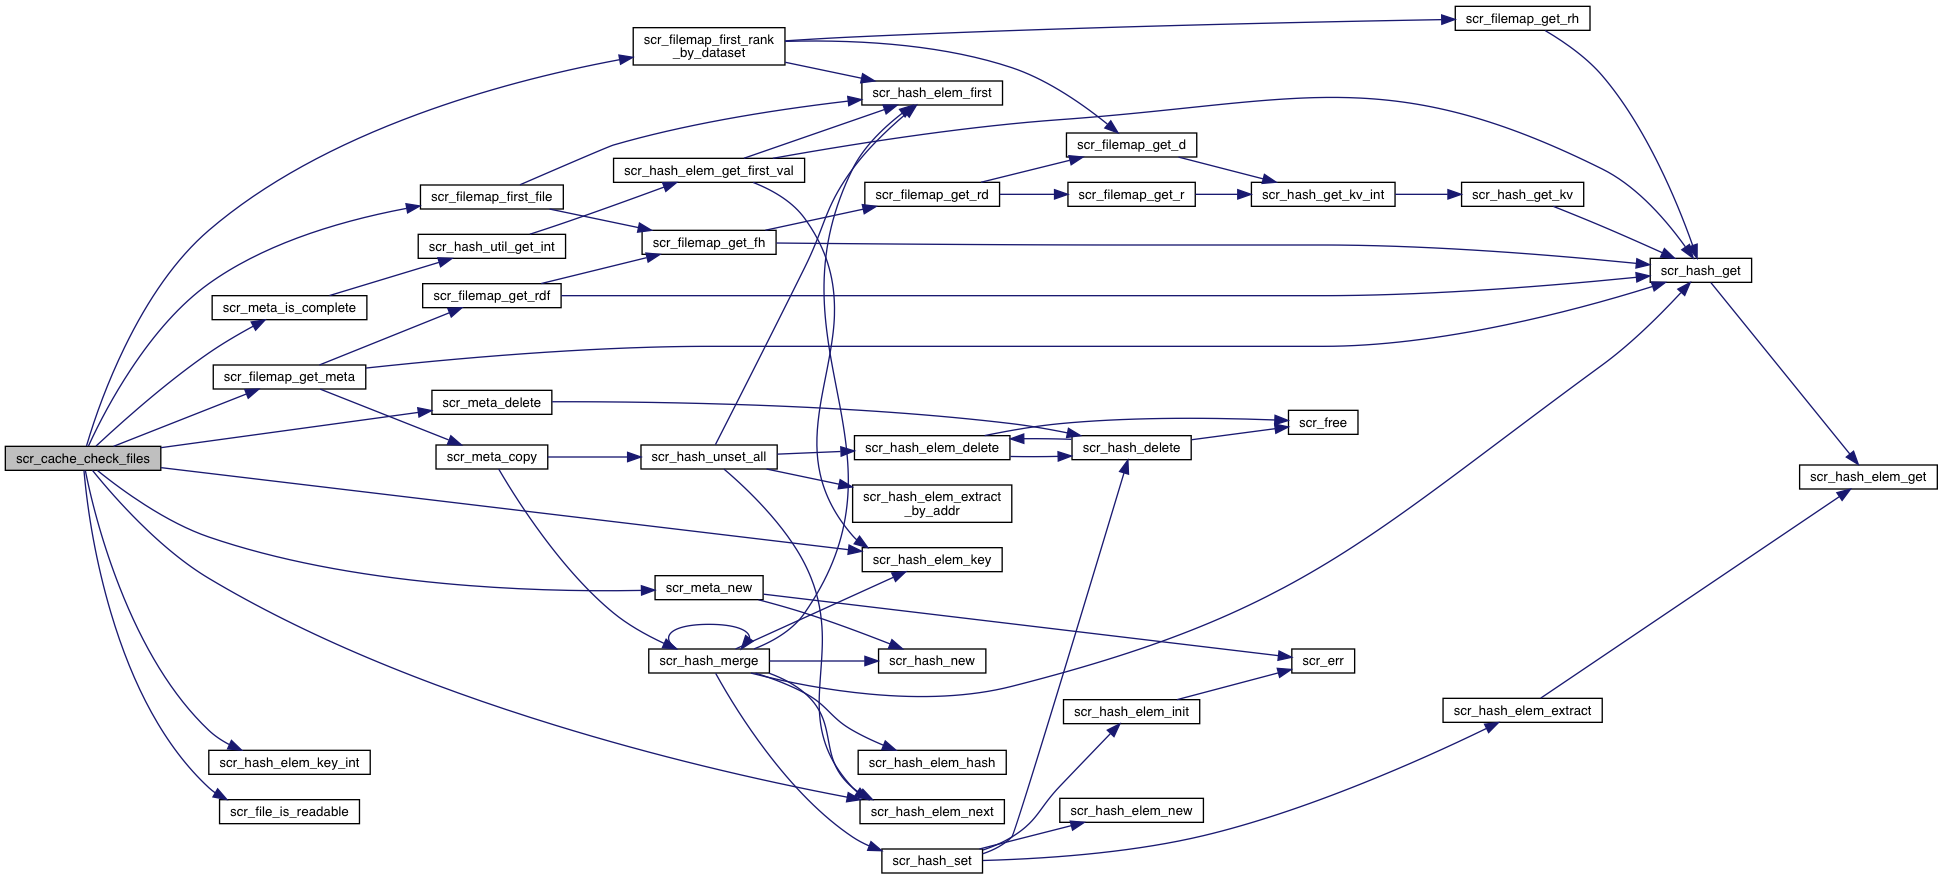 scr_cache_check_files
scr_filemap_first_rank
_by_dataset
scr_filemap_first_file
scr_hash_util_get_int
scr_meta_is_complete
scr_filemap_get_rdf
scr_filemap_get_meta
scr_meta_delete
scr_meta_copy
scr_hash_elem_get_first_val
scr_filemap_get_fh
scr_hash_unset_all
scr_meta_new
scr_hash_merge
scr_hash_elem_key_int
scr_file_is_readable
scr_hash_elem_first
scr_filemap_get_rd
scr_hash_elem_delete
scr_hash_elem_extract
_by_addr
scr_hash_elem_key
scr_hash_new
scr_hash_elem_hash
scr_hash_elem_next
scr_hash_set
scr_filemap_get_d
scr_filemap_get_r
scr_hash_delete
scr_hash_elem_init
scr_hash_elem_new
scr_hash_get_kv_int
scr_free
scr_err
scr_filemap_get_rh
scr_hash_get_kv
scr_hash_elem_extract
scr_hash_get
scr_hash_elem_get